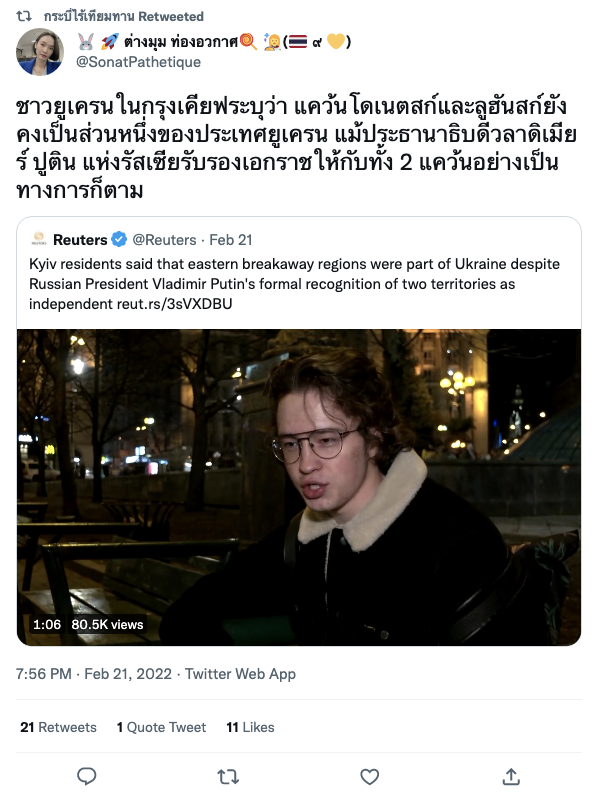 กระบี่ไร้เทียมทาน Retweeted
🐰 🚀 ต่างมุม ท่องอวกาศ🍭 🧏(🇹🇭 ๙ 💛)
@SonatPathetique
ชาวยูเครนในกรุงเคียฟระบุว่า แคว้นโดเนตสก์และลูฮันสก์ยัง
คงเป็นส่วนหนึ่งของประเทศยูเครน แม้ประธานาธิบดีวลาดิเมีย
ร์ ปูติน แห่งรัสเซียรับรองเอกราชให้กับทั้ง 2 แคว้นอย่างเป็น
ทางการก็ตาม
Reuters @Reuters · Feb 21
Kyiv residents said that eastern breakaway regions were part of Ukraine despite
Russian President Vladimir Putin's formal recognition of two territories as
independent reut.rs/3sVXDBU
1:06 80.5K views
7:56 PM · Feb 21, 2022 · Twitter Web App
21 Retweets 1 Quote Tweet 11 Likes